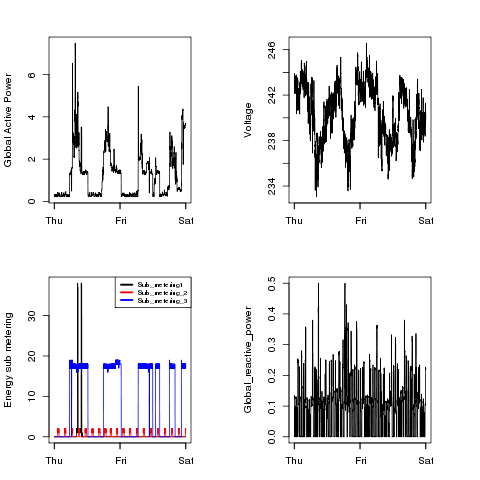 Global Active Power
6
4
2
0
Thu Fri Sat
Voltage
246
242
238
234
Thu Fri Sat
Energy sub metering
30
20
10
0
Sub_metering1
Sub_metering_2
Sub_metering_3
Thu Fri Sat
Global_reactive_power
0.5
0.4
0.3
0.2
0.1
0.0
Thu Fri Sat